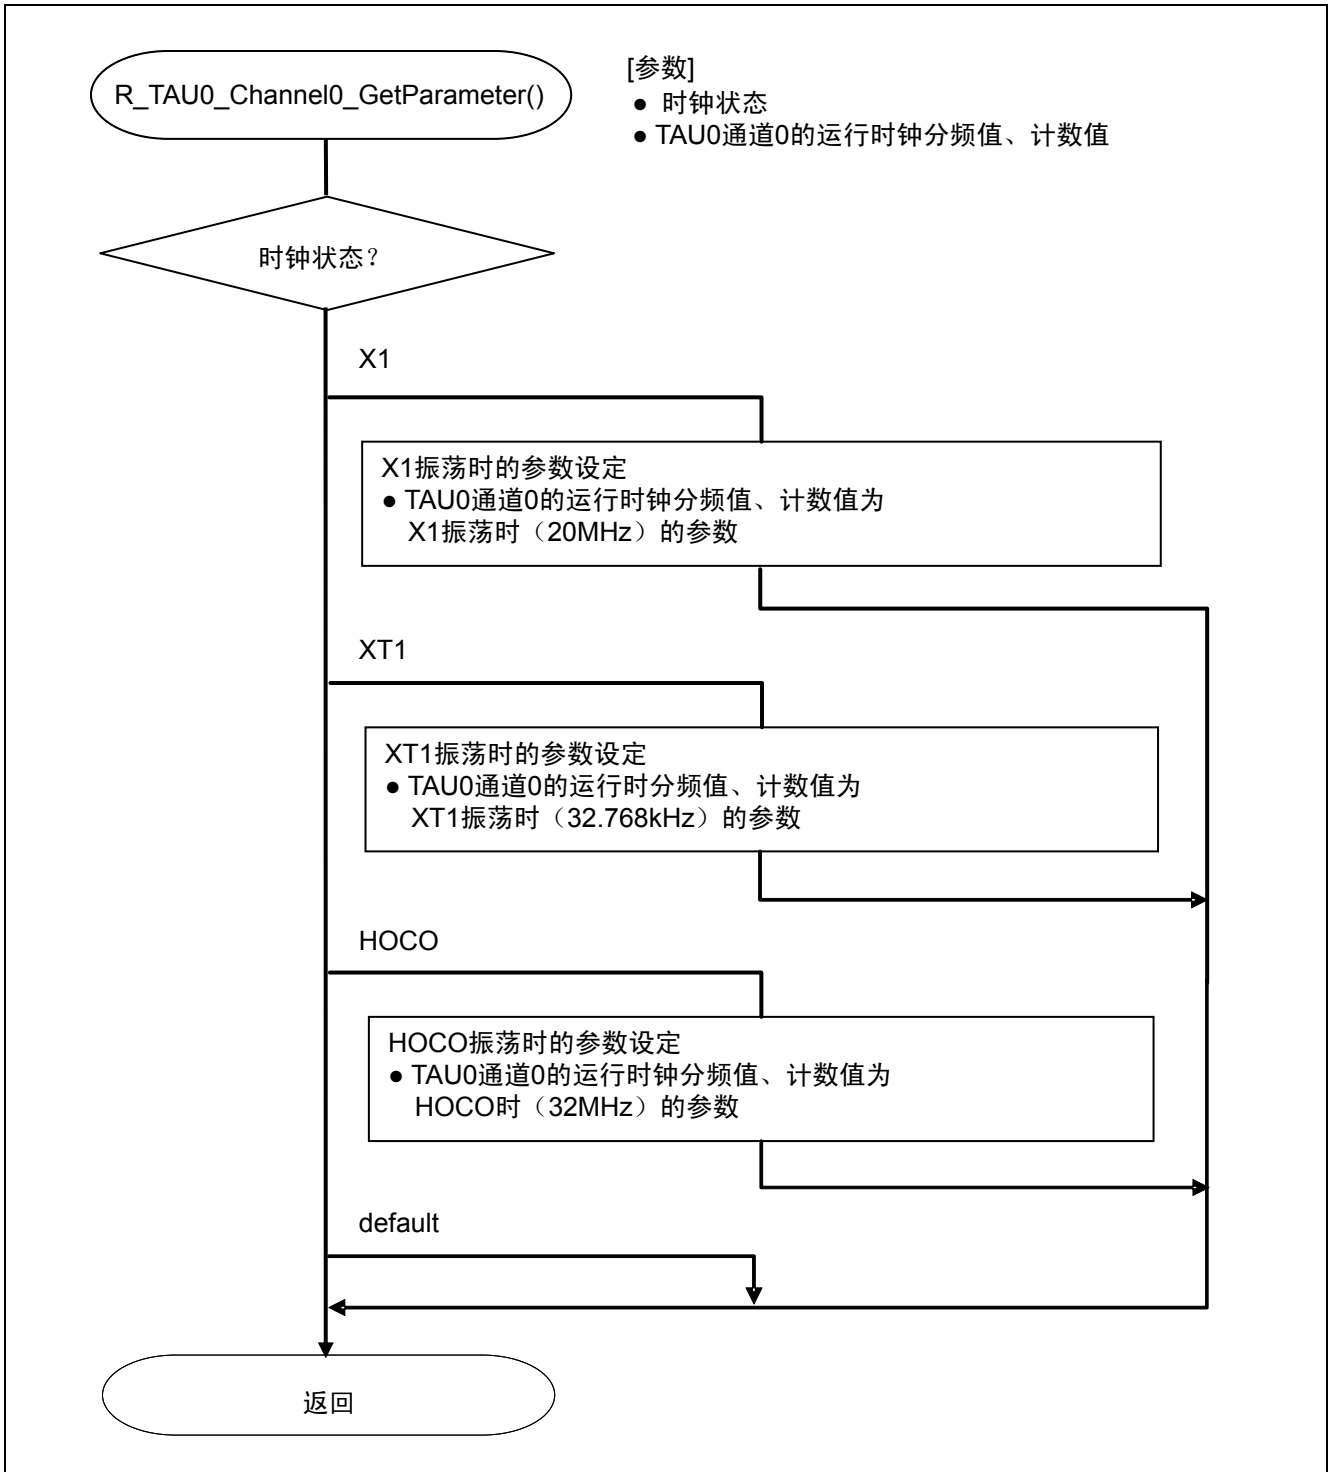 R_TAU0_Channel0_GetParameter()
[参数]
● 时钟状态
● TAU0通道0的运行时钟分频值、计数值
时钟状态？
X1
X1振荡时的参数设定
● TAU0通道0的运行时钟分频值、计数值为
X1振荡时（20MHz）的参数
XT1
XT1振荡时的参数设定
● TAU0通道0的运行时分频值、计数值为
XT1振荡时（32.768kHz）的参数
HOCO
HOCO振荡时的参数设定
● TAU0通道0的运行时钟分频值、计数值为
HOCO时（32MHz）的参数
default
返回